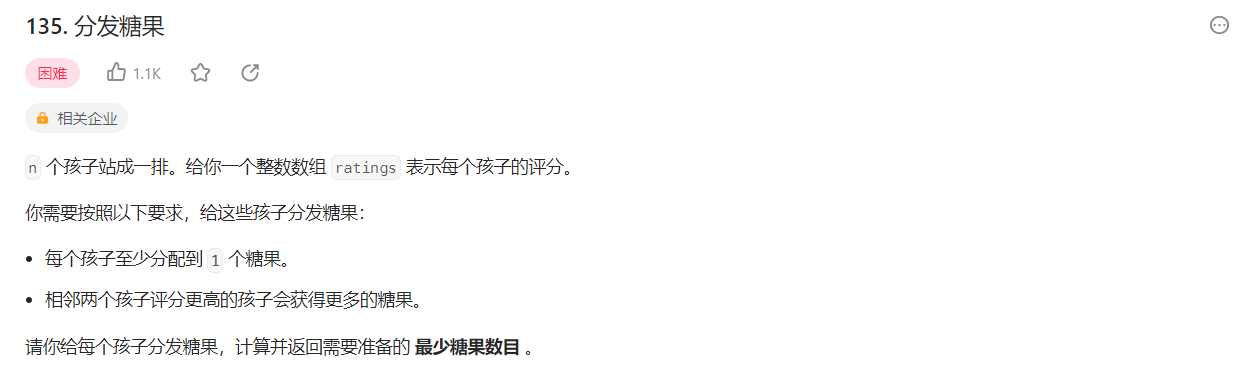 135. 分发糖果
困难 1.1K
相关企业
n 个孩子站成一排。给你一个整数数组 ratings 表示每个孩子的评分。
你需要按照以下要求，给这些孩子分发糖果：
• 每个孩子至少分配到 1 个糖果。
• 相邻两个孩子评分更高的孩子会获得更多的糖果。
请你给每个孩子分发糖果，计算并返回需要准备的 最少糖果数目 。